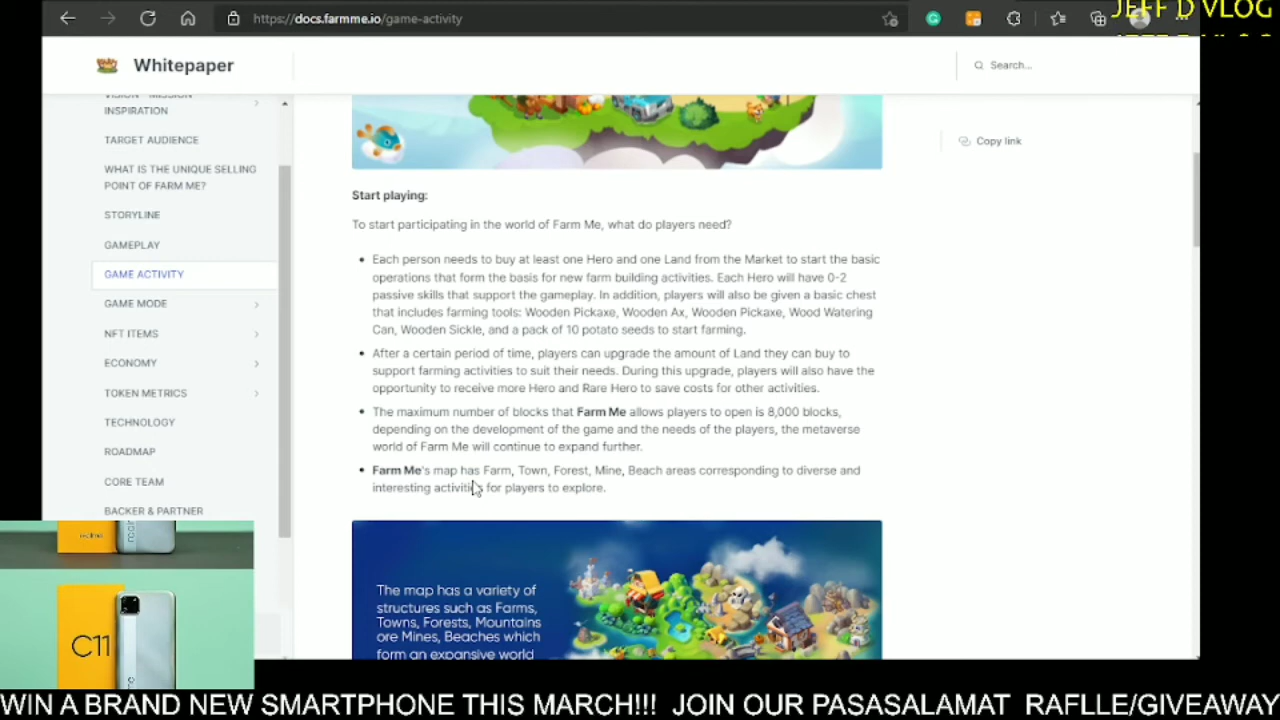 https://docs.farmme.io/game-activity
JEFF D VLOG
Whitepaper
Search...
VISION - MISSION
INSPIRATION
TARGET AUDIENCE
WHAT IS THE UNIQUE SELLING
POINT OF FARM ME?
STORYLINE
GAMEPLAY
GAME ACTIVITY
GAME MODE
NFT ITEMS
ECONOMY
TOKEN METRICS
TECHNOLOGY
ROADMAP
CORE TEAM
BACKER & PARTNER
Copy link
Start playing:
To start participating in the world of Farm Me, what do players need?
• Each person needs to buy at least one Hero and one Land from the Market to start the basic
operations that form the basis for new farm building activities. Each Hero will have 0-2
passive skills that support the gameplay. In addition, players will also be given a basic chest
that includes farming tools: Wooden Pickaxe, Wooden Ax, Wooden Pickaxe, Wood Watering
Can, Wooden Sickle, and a pack of 10 potato seeds to start farming.
• After a certain period of time, players can upgrade the amount of Land they can buy to
support farming activities to suit their needs. During this upgrade, players will also have the
opportunity to receive more Hero and Rare Hero to save costs for other activities.
• The maximum number of blocks that Farm Me allows players to open is 8,000 blocks,
depending on the development of the game and the needs of the players, the metaverse
world of Farm Me will continue to expand further.
• Farm Me's map has Farm, Town, Forest, Mine, Beach areas corresponding to diverse and
interesting activities for players to explore.
The map has a variety of
structures such as Farms,
Towns, Forests, Mountains
ore Mines, Beaches which
form an expansive world
realme
C11
WIN A BRAND NEW SMARTPHONE THIS MARCH!!! JOIN OUR PASASALAMAT RAFLLE/GIVEAWAY